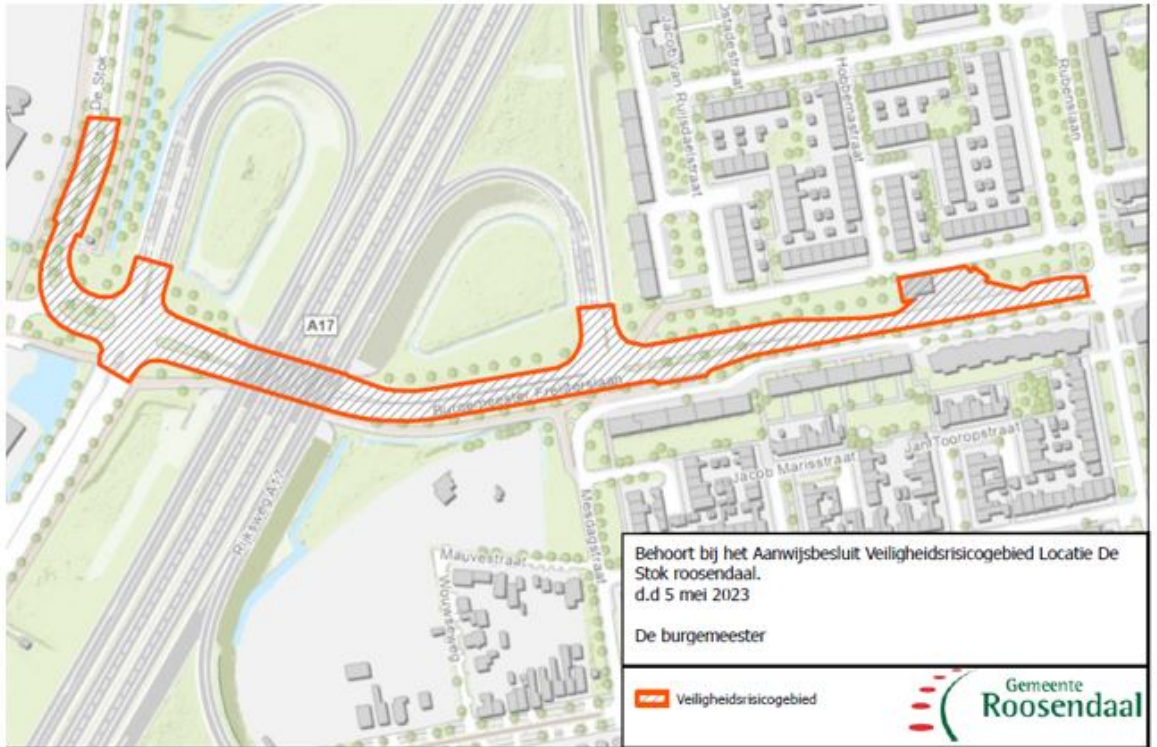 De Stok
Jacob van Ruisdaelstraat
Hobbemastraat
Rubenslaan
A17
Burgemeester Freijterslaan
Jan Tooropstraat
Jacob Marisstraat
Rijksweg A17
Mesdagstraat
Mauvestraat
Wouwseweg
Behoort bij het Aanwijsbesluit Veiligheidsrisicogebied Locatie De
Stok roosendaal.
d.d 5 mei 2023
De burgemeester
Veiligheidsrisicogebied
Gemeente
Roosendaal